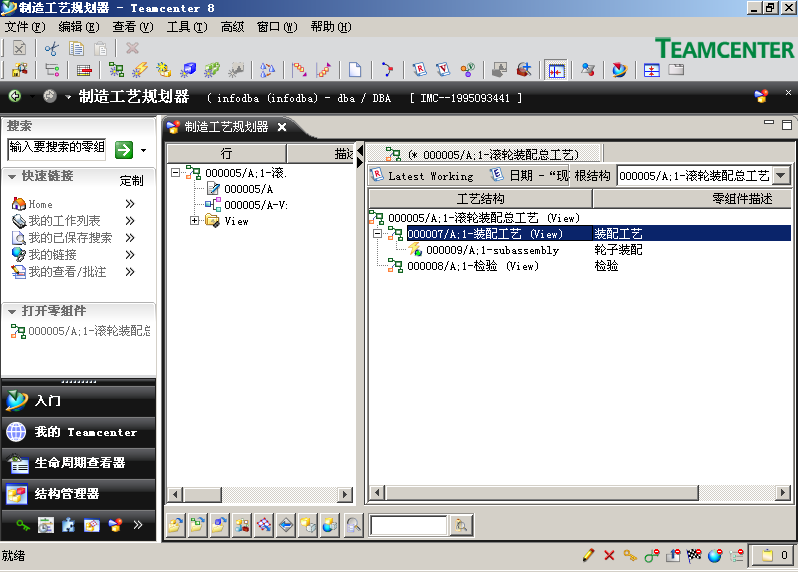 制造工艺规划器 - Teamcenter 8
文件(F) 编辑(E) 查看(V) 工具(T) 高级 窗口(W) 帮助(H)
TEAMCENTER
制造工艺规划器 ( infodba (infodba) - dba / DBA [ IMC--1995093441 ]
搜索
输入要搜索的零组
快速链接 定制
Home
我的工作列表
我的已保存搜索
我的链接
我的查看/批注
打开零组件
000005/A;1-滚轮装配总
入门
我的 Teamcenter
生命周期查看器
结构管理器
制造工艺规划器
行 描述
000005/A;1-滚.
000005/A
000005/A-V:
View
(* 000005/A;1-滚轮装配总工艺)
Latest Working 日期 - “现 根结构 000005/A;1-滚轮装配总工艺
工艺结构 零组件描述
000005/A;1-滚轮装配总工艺 (View)
000007/A;1-装配工艺 (View) 装配工艺
000009/A;1-subassembly 轮子装配
000008/A;1-检验 (View) 检验
就绪 0